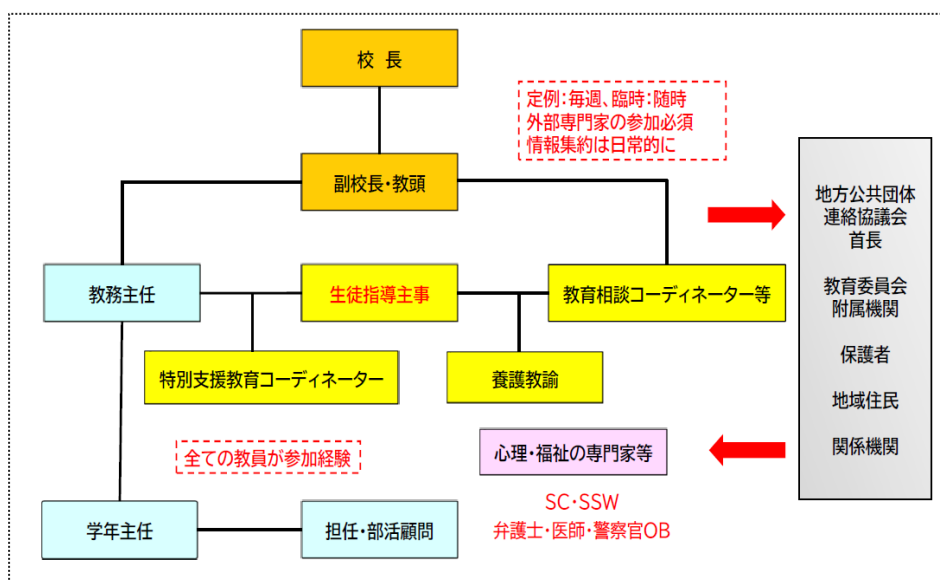 校 長
定例：毎週、臨時：随時
外部専門家の参加必須
情報集約は日常的に
副校長・教頭
地方公共団体
連絡協議会
首長
教育委員会
附属機関
保護者
地域住民
関係機関
教務主任
生徒指導主事
教育相談コーディネーター等
特別支援教育コーディネーター
養護教諭
全ての教員が参加経験
心理・福祉の専門家等
SC・SSW
弁護士・医師・警察官OB
学年主任
担任・部活顧問